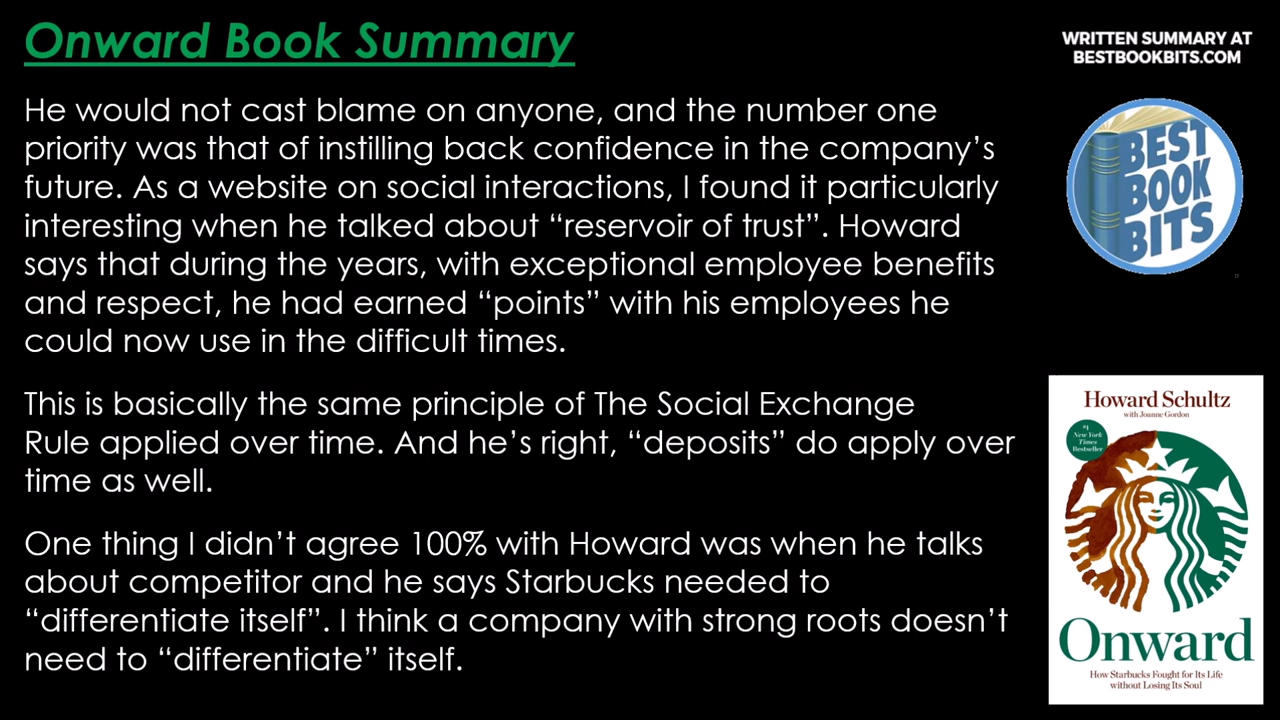 Onward Book Summary
WRITTEN SUMMARY AT
BESTBOOKBITS.COM
He would not cast blame on anyone, and the number one
priority was that of instilling back confidence in the company’s
future. As a website on social interactions, I found it particularly
interesting when he talked about “reservoir of trust”. Howard
says that during the years, with exceptional employee benefits
and respect, he had earned “points” with his employees he
could now use in the difficult times.
This is basically the same principle of The Social Exchange
Rule applied over time. And he’s right, “deposits” do apply over
time as well.
One thing I didn’t agree 100% with Howard was when he talks
about competitor and he says Starbucks needed to
“differentiate itself”. I think a company with strong roots doesn’t
need to “differentiate” itself.
BEST
BOOK
BITS
Howard Schultz
with Joanne Gordon
#1
New York
Times
Bestseller
Onward
How Starbucks Fought for Its Life
without Losing Its Soul